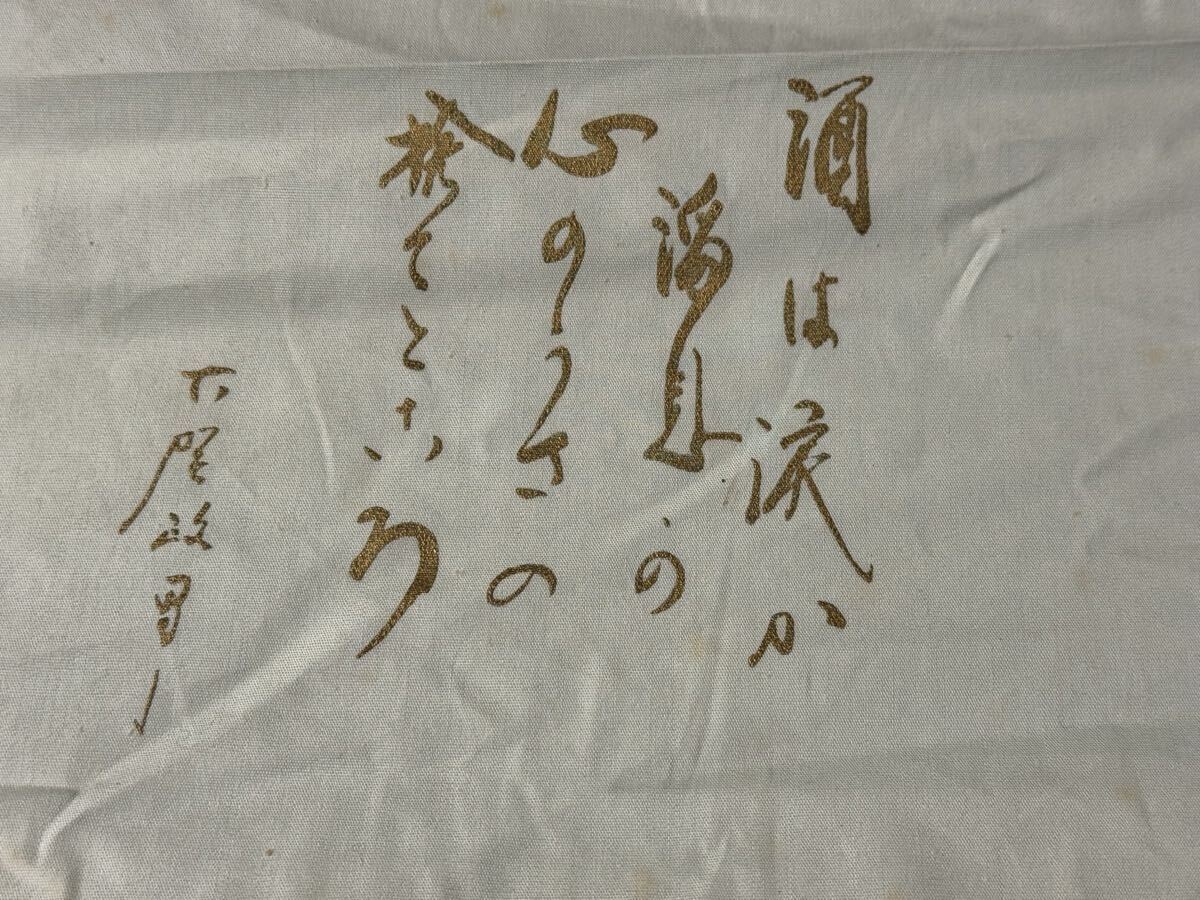 酒は涙か
溜息か
心のうさの
捨てところ
古賀政男